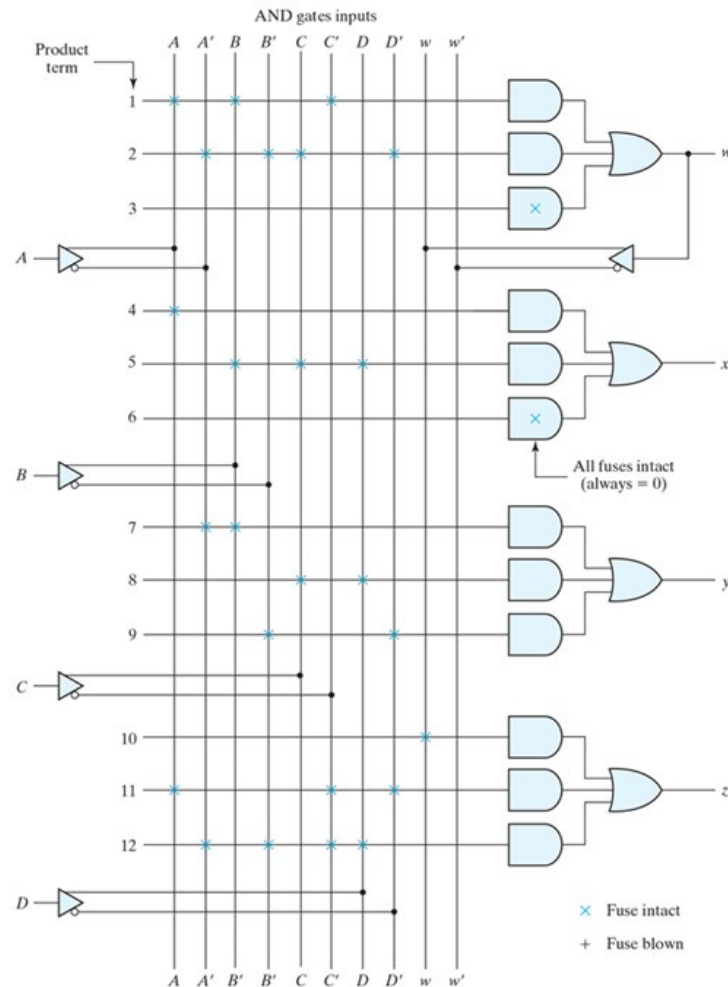 AND gates inputs
A A' B B' C C' D D' w w'
Product
term
1
2
w
3
A
4
5
x
6
All fuses intact
(always = 0)
B
7
8
y
9
C
10
11
z
12
D
× Fuse intact
+ Fuse blown
A A' B' B' C C' D D' w w'